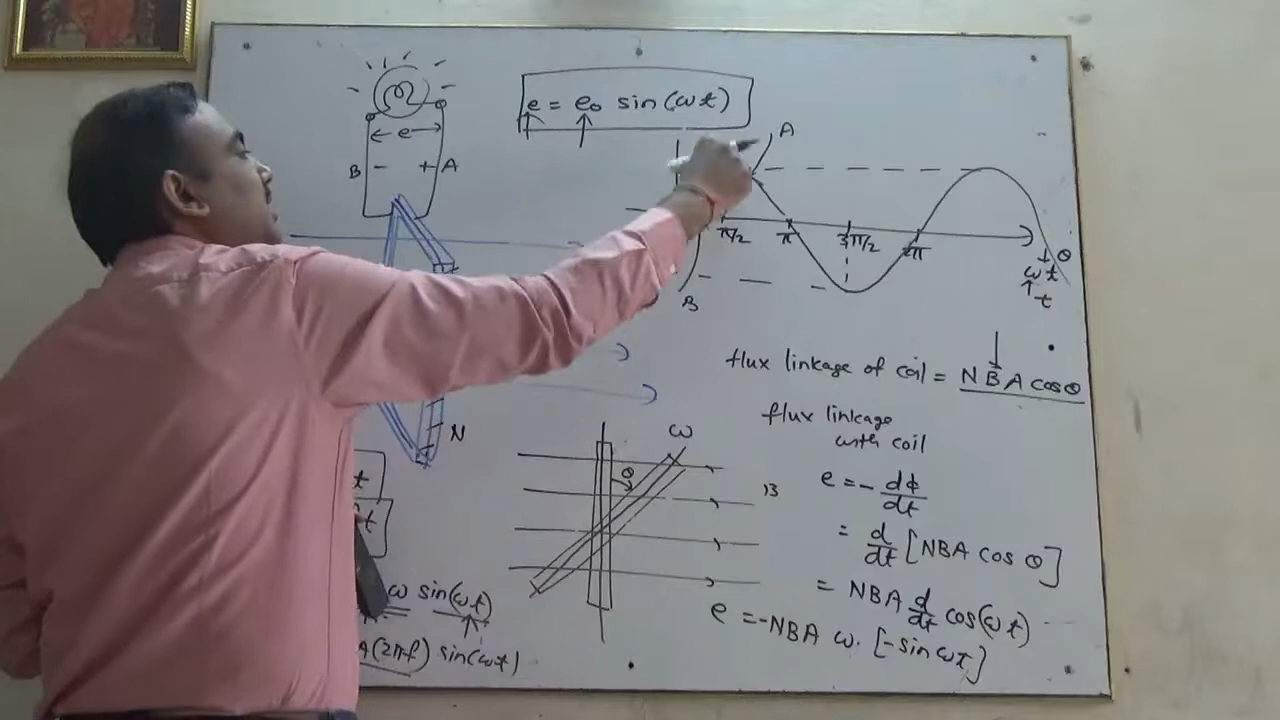 e = e₀ sin(ωt)
← e →
B - + A
A
π/2 π 3π/2 2π
θ
ωt
t
B
flux linkage of coil = NBA cosθ
flux linkage
with coil
N
ω
θ
B
e = - dφ/dt
= d/dt [NBA cos θ]
= NBA d/dt cos(ωt)
e = -NBA ω. [-sin ωt]
t
t
ω sin(ωt)
A(2πf) sin(ωt)